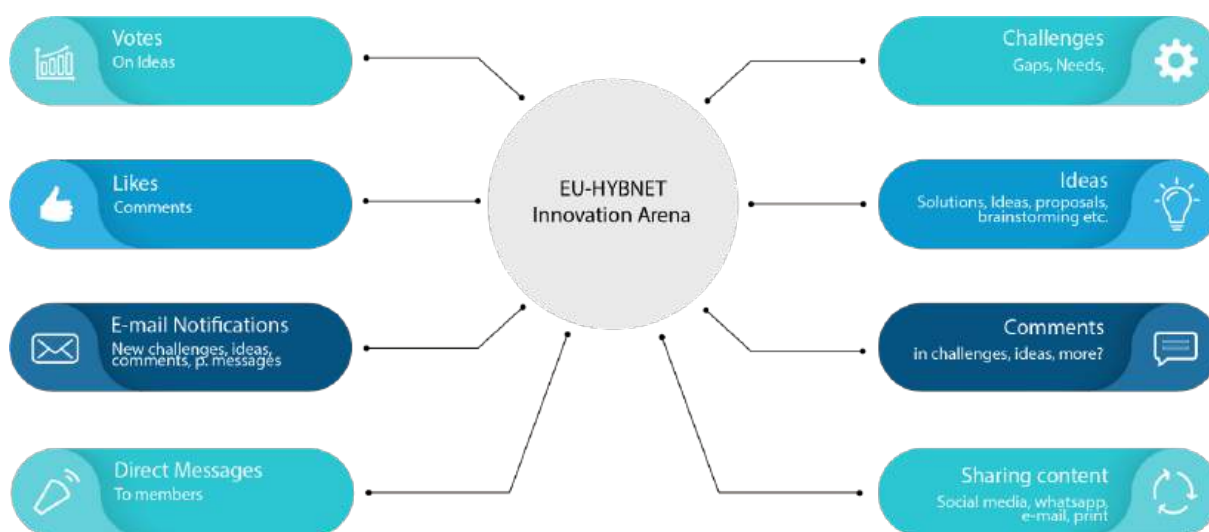 Votes
On Ideas
Likes
Comments
E-mail Notifications
New challenges, ideas,
comments, p. messages
Direct Messages
To members
EU-HYBNET
Innovation Arena
Challenges
Gaps, Needs,
Ideas
Solutions, Ideas, proposals,
brainstorming etc.
Comments
in challenges, ideas, more?
Sharing content
Social media, whatsapp,
e-mail, print